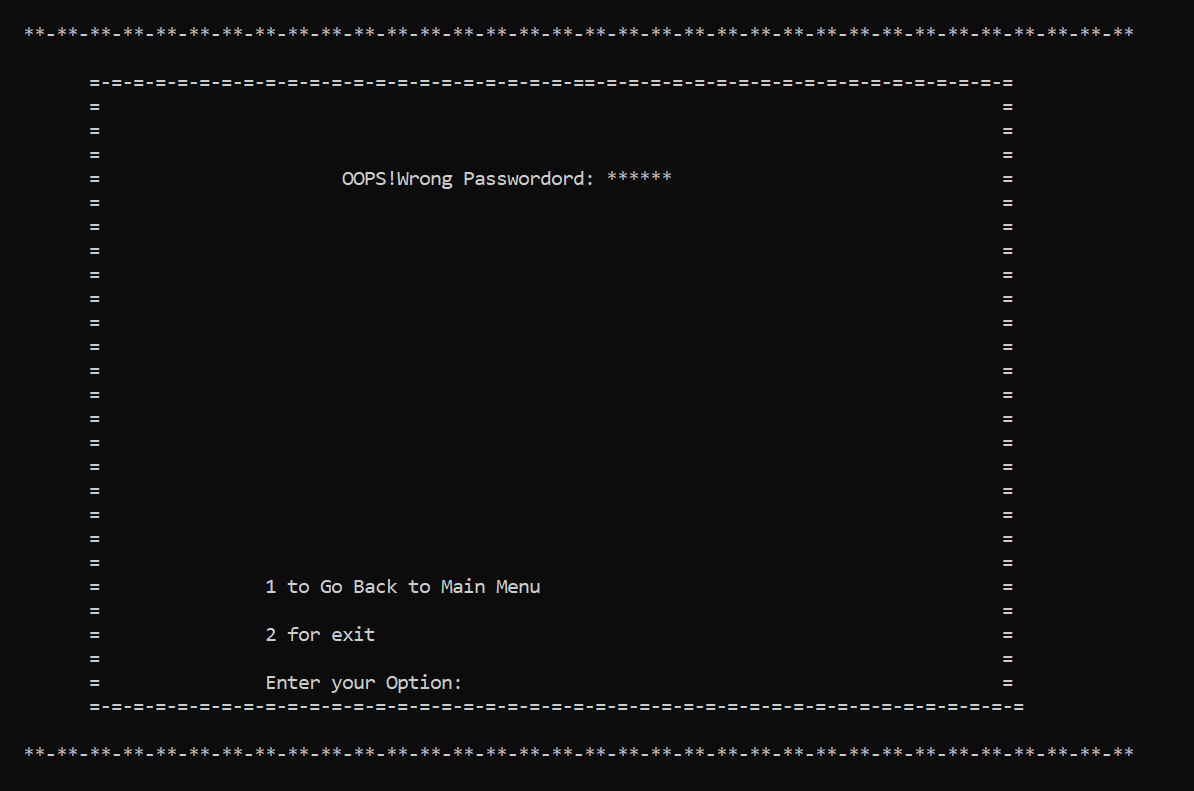 OOPS!Wrong Passwordord: ******
1 to Go Back to Main Menu
2 for exit
Enter your Option: